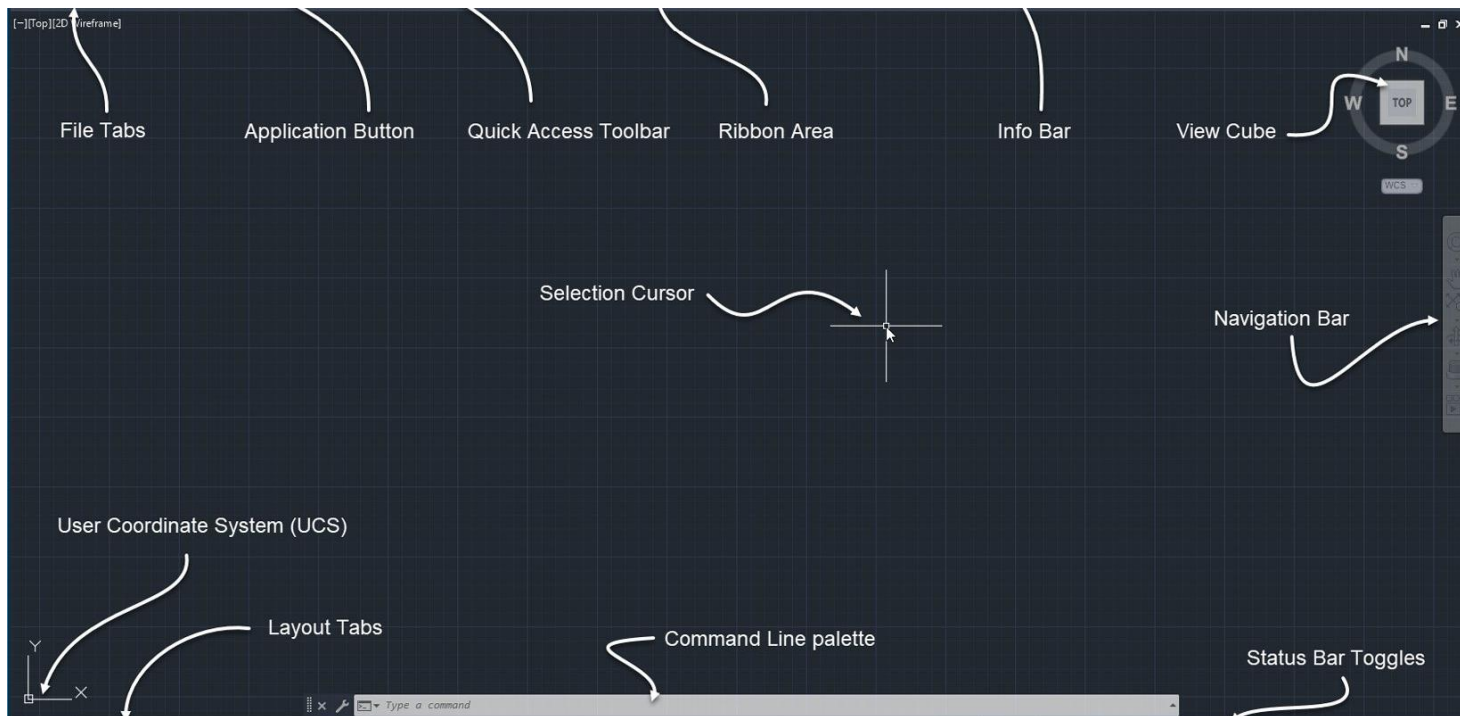 [−][Top][2D Wireframe]
N
W
TOP
E
S
WCS
File Tabs
Application Button
Quick Access Toolbar
Ribbon Area
Info Bar
View Cube
Selection Cursor
Navigation Bar
User Coordinate System (UCS)
Layout Tabs
Command Line palette
Status Bar Toggles
Y
X
Type a command